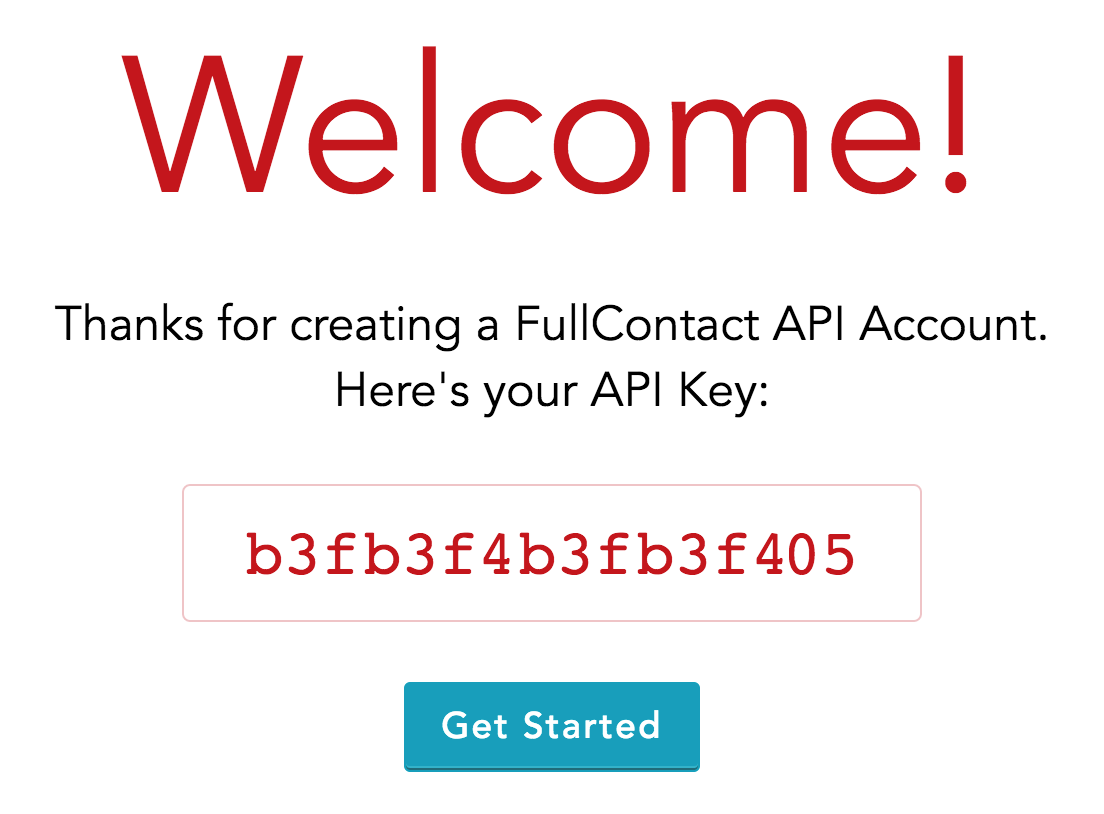 Welcome!
Thanks for creating a FullContact API Account.
Here's your API Key:
b3fb3f4b3fb3f405
Get Started